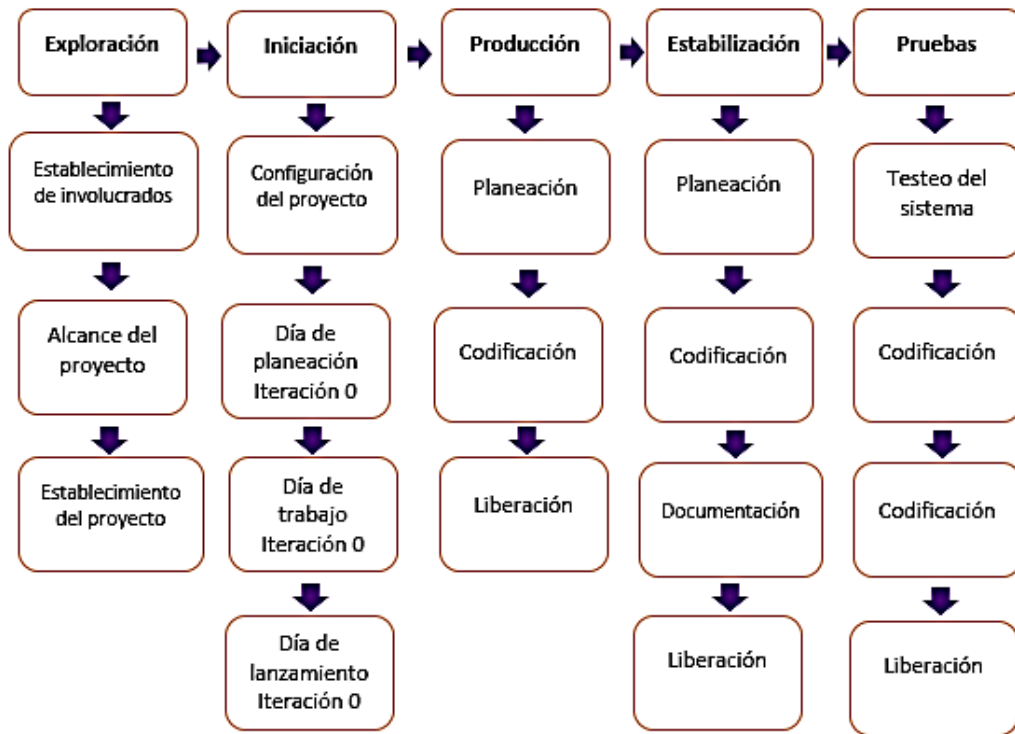 Exploración
Iniciación
Producción
Estabilización
Pruebas
Establecimiento
de involucrados
Configuración
del proyecto
Planeación
Planeación
Testeo del
sistema
Alcance del
proyecto
Día de
planeación
Iteración 0
Codificación
Codificación
Codificación
Establecimiento
del proyecto
Día de
trabajo
Iteración 0
Liberación
Documentación
Codificación
Día de
lanzamiento
Iteración 0
Liberación
Liberación